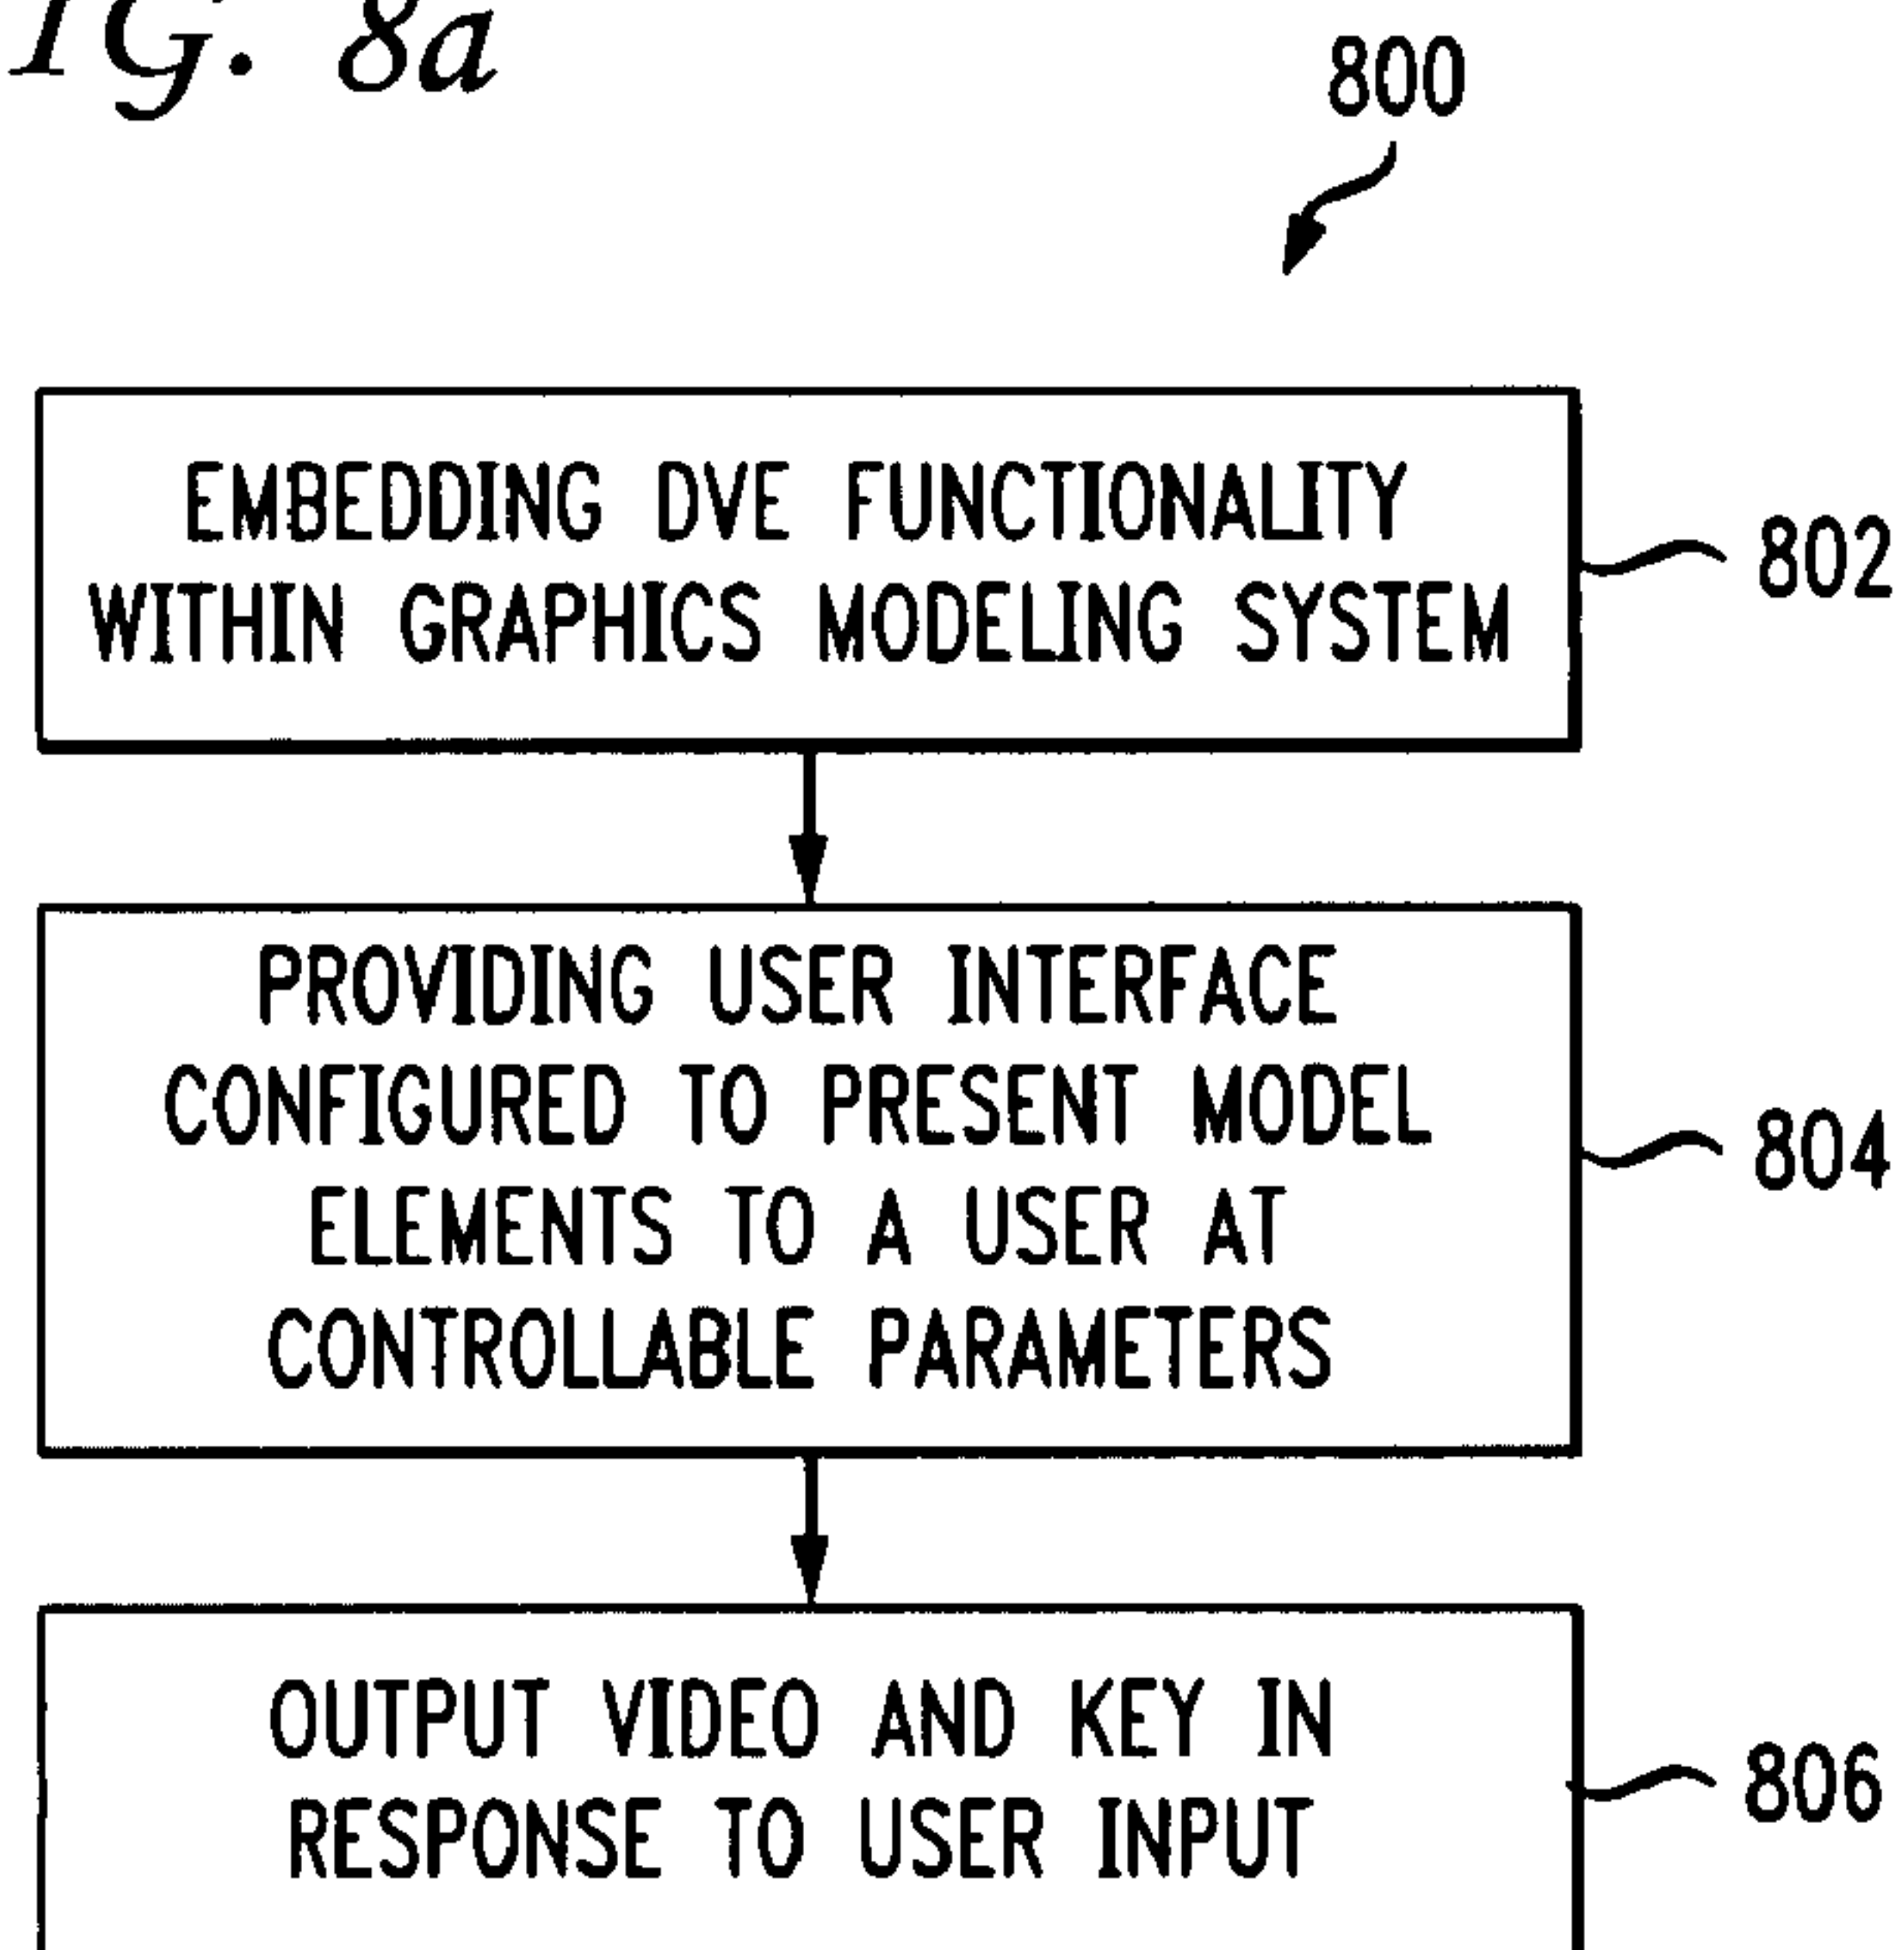 IG. 8a
800
EMBEDDING DVE FUNCTIONALITY
WITHIN GRAPHICS MODELING SYSTEM
802
PROVIDING USER INTERFACE
CONFIGURED TO PRESENT MODEL
ELEMENTS TO A USER AT
CONTROLLABLE PARAMETERS
804
OUTPUT VIDEO AND KEY IN
RESPONSE TO USER INPUT
806